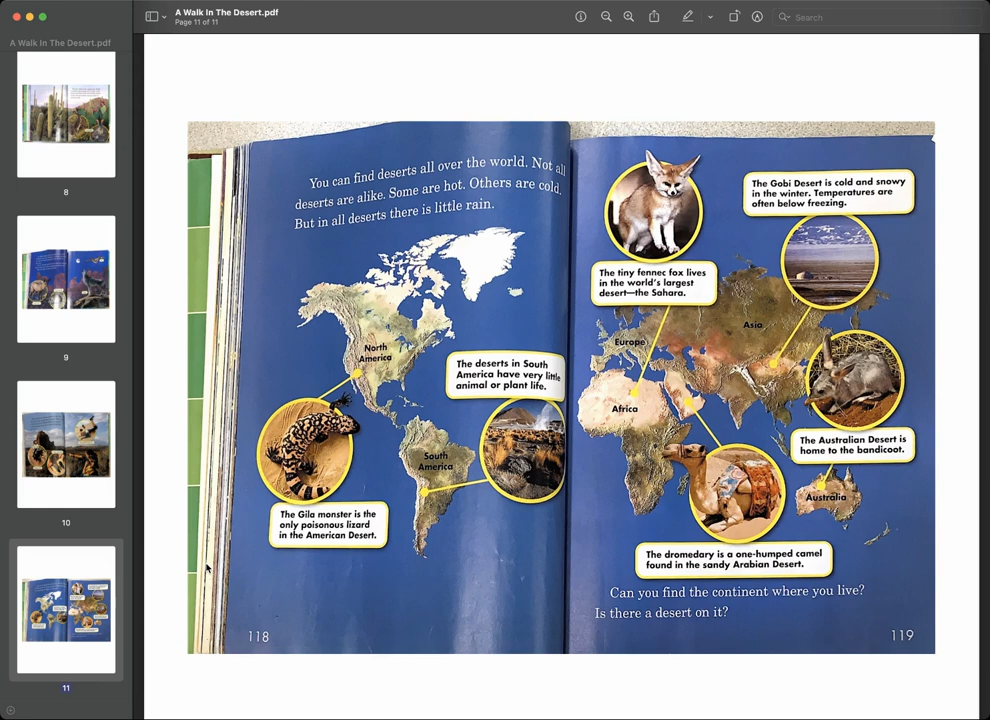 A Walk In The Desert.pdf
Page 11 of 11
Search
A Walk In The Desert.pdf
8
9
10
11
You can find deserts all over the world. Not all
deserts are alike. Some are hot. Others are cold.
But in all deserts there is little rain.
North
America
The deserts in South
America have very little
animal or plant life.
South
America
The Gila monster is the
only poisonous lizard
in the American Desert.
118
The Gobi Desert is cold and snowy
in the winter. Temperatures are
often below freezing.
The tiny fennec fox lives
in the world's largest
desert—the Sahara.
Asia
Europe
Africa
The Australian Desert is
home to the bandicoot.
Australia
The dromedary is a one-humped camel
found in the sandy Arabian Desert.
Can you find the continent where you live?
Is there a desert on it?
119